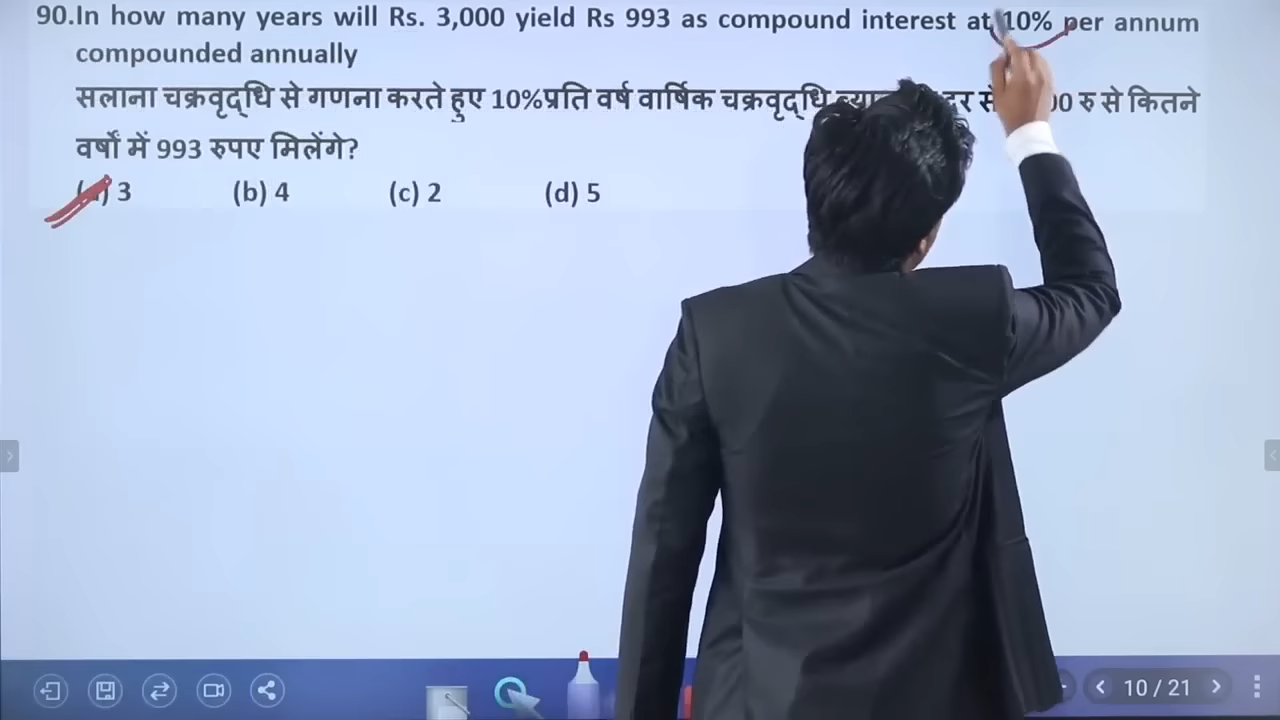 90.In how many years will Rs. 3,000 yield Rs 993 as compound interest at 10% per annum
compounded annually
सलाना चक्रवृद्धि से गणना करते हुए 10%प्रति वर्ष वार्षिक चक्रवृद्धि से कितने
वर्षों में 993 रुपए मिलेंगे?
(a) 3 (b) 4 (c) 2 (d) 5
10 / 21